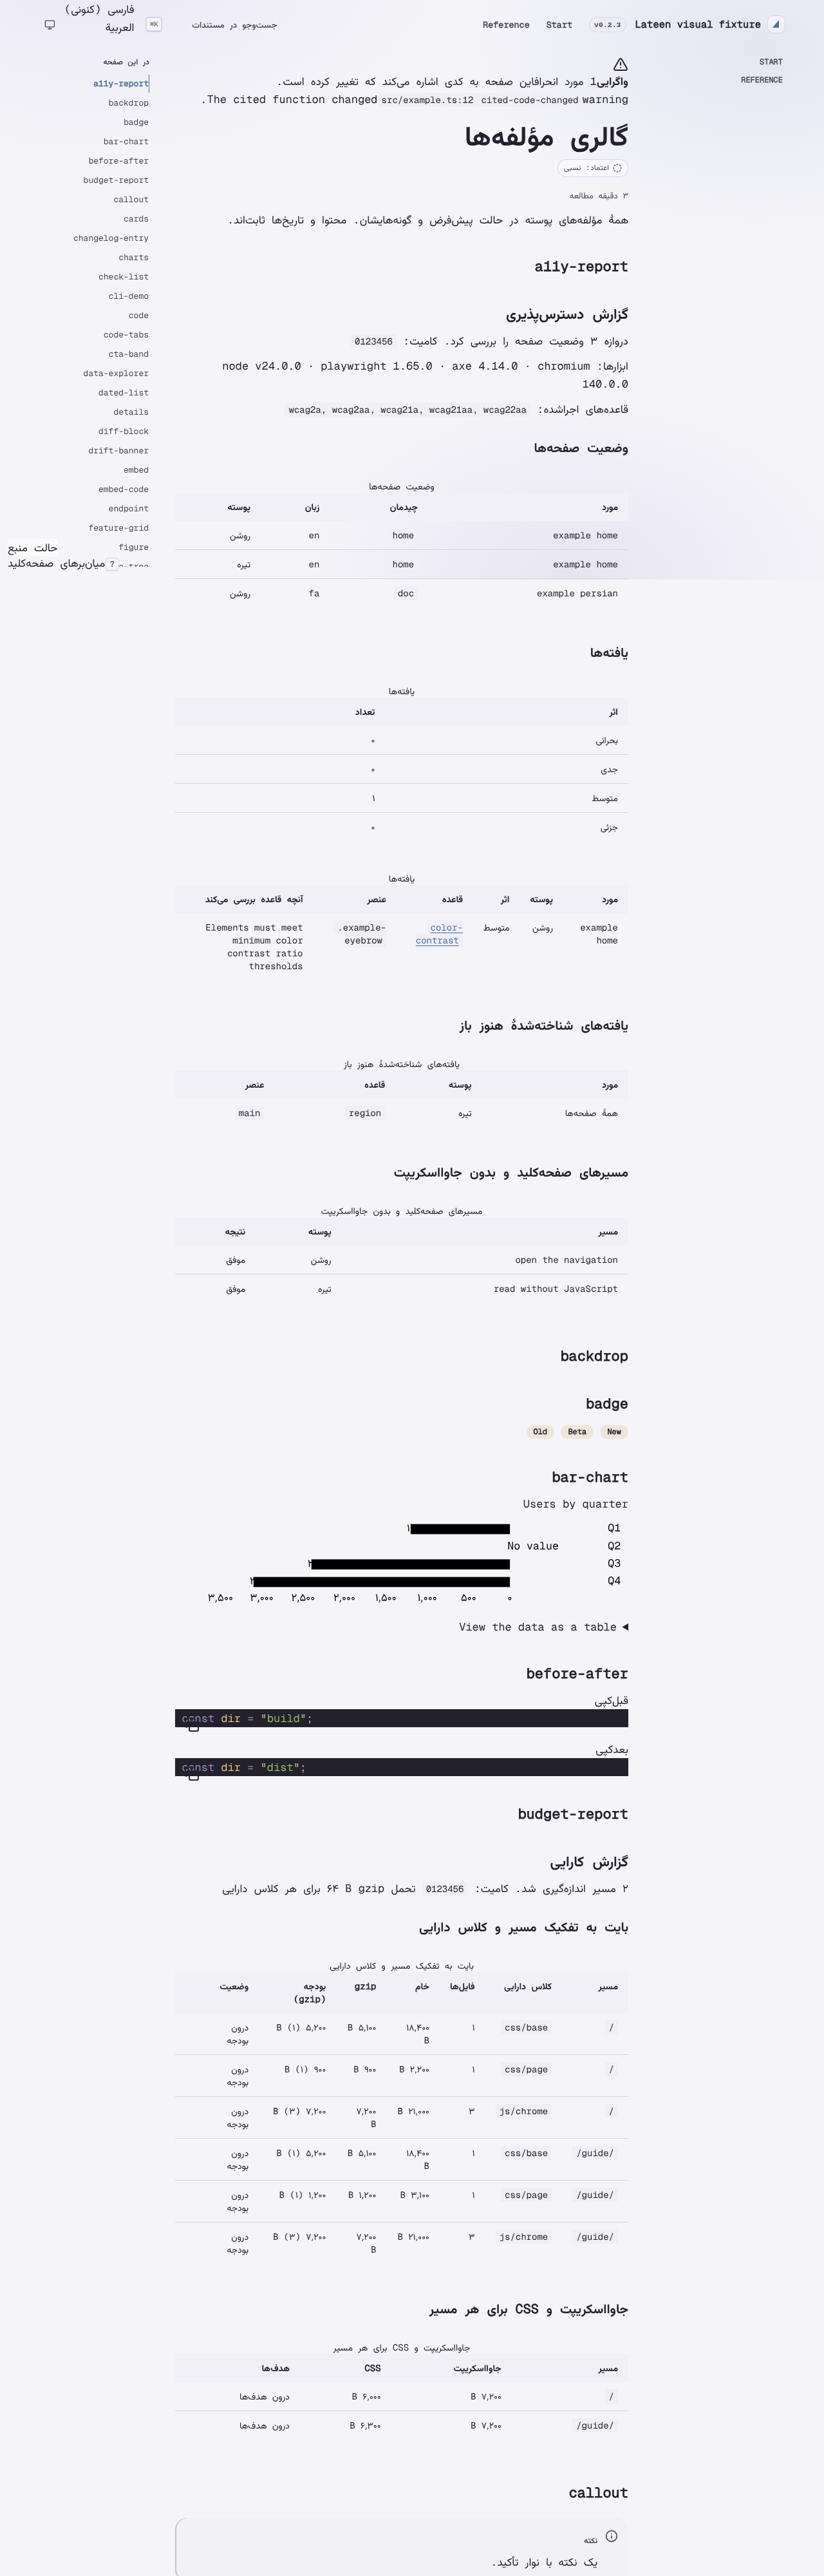 Lateen visual fixture
v0.2.3
Start
Reference
جست‌وجو در مستندات
⌘K
فارسی (کنونی)
العربية
START
REFERENCE
در این صفحه
a11y-report
backdrop
badge
bar-chart
before-after
budget-report
callout
cards
changelog-entry
charts
check-list
cli-demo
code
code-tabs
cta-band
data-explorer
dated-list
details
diff-block
drift-banner
embed
embed-code
endpoint
feature-grid
figure
حالت منبع
میان‌برهای صفحه‌کلید ?
واگرایی1 مورد انحرافاین صفحه به کدی اشاره می‌کند که تغییر کرده است.
warning cited-code-changed src/example.ts:12 The cited function changed.
گالری مؤلفه‌ها
اعتماد: نسبی
۳ دقیقه مطالعه
همهٔ مؤلفه‌های پوسته در حالت پیش‌فرض و گونه‌هایشان. محتوا و تاریخ‌ها ثابت‌اند.
a11y-report
گزارش دسترس‌پذیری
دروازه ۳ وضعیت صفحه را بررسی کرد. کامیت: 0123456
ابزارها: node v24.0.0 · playwright 1.65.0 · axe 4.14.0 · chromium
140.0.0
قاعده‌های اجراشده: wcag2a, wcag2aa, wcag21a, wcag21aa, wcag22aa
وضعیت صفحه‌ها
وضعیت صفحه‌ها
مورد چیدمان زبان پوسته
example home home en روشن
example home home en تیره
example persian doc fa روشن
یافته‌ها
یافته‌ها
اثر تعداد
بحرانی ۰
جدی ۰
متوسط ۱
جزئی ۰
یافته‌ها
مورد پوسته اثر قاعده عنصر آنچه قاعده بررسی می‌کند
example روشن متوسط color- .example- Elements must meet
home contrast eyebrow minimum color
contrast ratio
thresholds
یافته‌های شناخته‌شدهٔ هنوز باز
یافته‌های شناخته‌شدهٔ هنوز باز
مورد پوسته قاعده عنصر
همهٔ صفحه‌ها تیره region main
مسیرهای صفحه‌کلید و بدون جاوااسکریپت
مسیرهای صفحه‌کلید و بدون جاوااسکریپت
مسیر پوسته نتیجه
open the navigation روشن موفق
read without JavaScript تیره موفق
backdrop
badge
New Beta Old
bar-chart
Users by quarter
Q1
Q2 No value
Q3
Q4
۰ ۵۰۰ ۱,۰۰۰ ۱,۵۰۰ ۲,۰۰۰ ۲,۵۰۰ ۳,۰۰۰ ۳,۵۰۰
View the data as a table
before-after
قبل‌کپی
const dir = "build";
بعدکپی
const dir = "dist";
budget-report
گزارش کارایی
۲ مسیر اندازه‌گیری شد. کامیت: 0123456 تحمل ۶۴ B gzip برای هر کلاس دارایی
بایت به تفکیک مسیر و کلاس دارایی
بایت به تفکیک مسیر و کلاس دارایی
مسیر کلاس دارایی فایل‌ها خام gzip بودجه (gzip) وضعیت
/ css/base ۱ ۱۸,۴۰۰ B ۵,۱۰۰ B ۵,۲۰۰ B (۱) درون بودجه
/ css/page ۱ ۲,۲۰۰ B ۹۰۰ B ۹۰۰ B (۱) درون بودجه
/ js/chrome ۳ ۲۱,۰۰۰ B ۷,۲۰۰ B ۷,۲۰۰ B (۳) درون بودجه
/guide/ css/base ۱ ۱۸,۴۰۰ B ۵,۱۰۰ B ۵,۲۰۰ B (۱) درون بودجه
/guide/ css/page ۱ ۳,۱۰۰ B ۱,۲۰۰ B ۱,۲۰۰ B (۱) درون بودجه
/guide/ js/chrome ۳ ۲۱,۰۰۰ B ۷,۲۰۰ B ۷,۲۰۰ B (۳) درون بودجه
جاوااسکریپت و CSS برای هر مسیر
جاوااسکریپت و CSS برای هر مسیر
مسیر جاوااسکریپت CSS هدف‌ها
/ ۷,۲۰۰ B ۶,۰۰۰ B درون هدف‌ها
/guide/ ۷,۲۰۰ B ۶,۳۰۰ B درون هدف‌ها
callout
نکته
یک نکته با نوار تأکید.